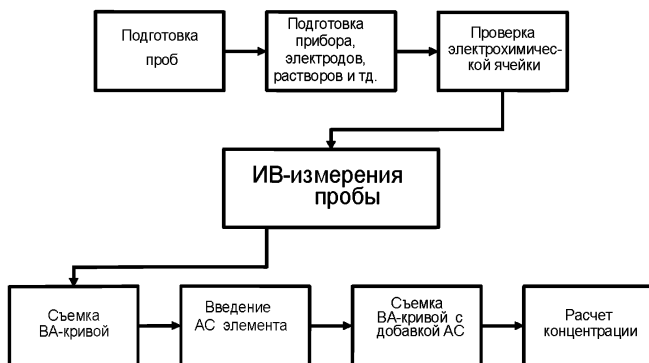 Подготовка
проб
Подготовка
прибора,
электродов,
растворов и тд.
Проверка
электрохимичес-
кой ячейки
ИВ-измерения
пробы
Съемка
ВА-кривой
Введение
АС элемента
Съемка
ВА-кривой с
добавкой АС
Расчет
концентрации